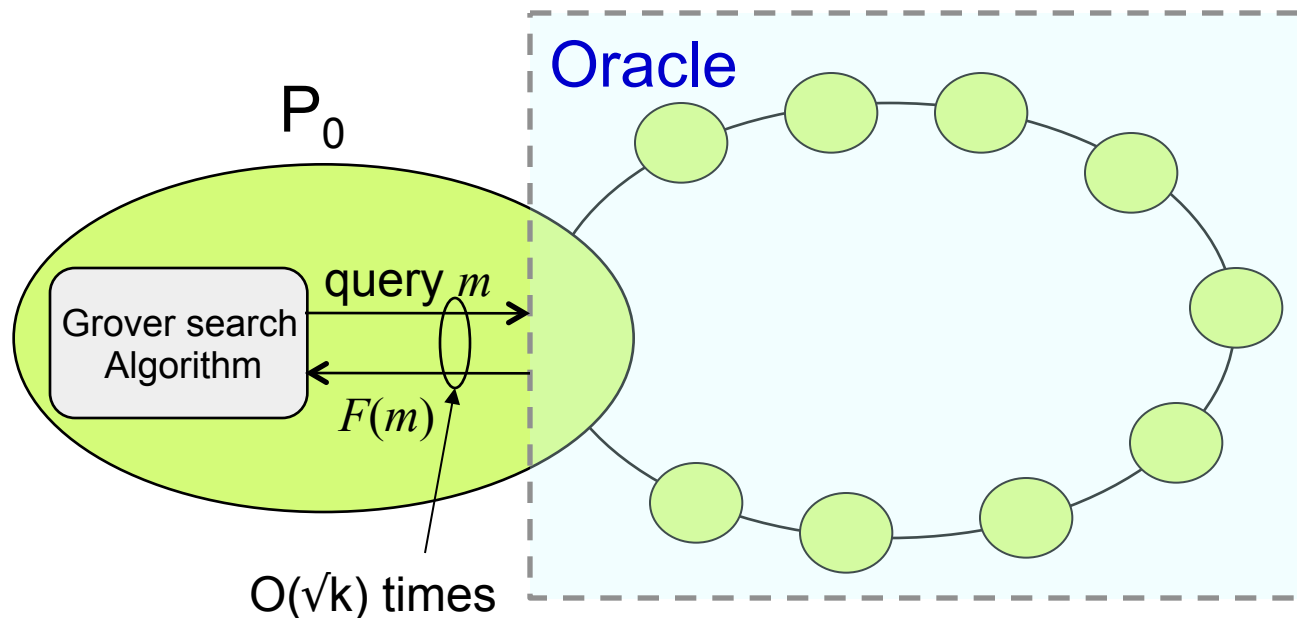 Oracle
P₀
query m
Grover search
Algorithm
F(m)
O(√k) times